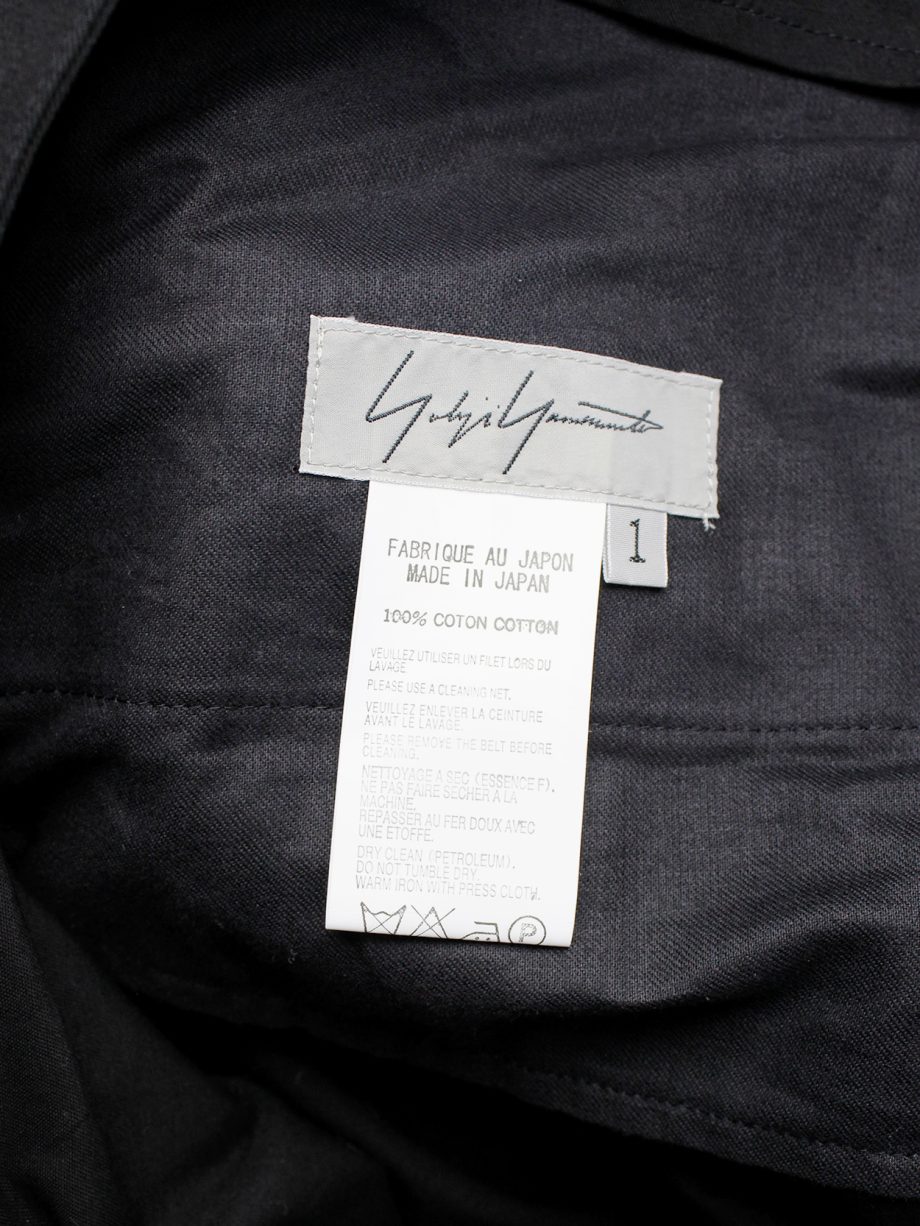 Yohji Yamamoto
1
FABRIQUE AU JAPON
MADE IN JAPAN
100% COTON COTTON
VEUILLEZ UTILISER UN FILET LORS DU
LAVAGE
PLEASE USE A CLEANING NET.
VEUILLEZ ENLEVER LA CEINTURE
AVANT LE LAVAGE.
PLEASE REMOVE THE BELT BEFORE
CLEANING.
NETTOYAGE A SEC (ESSENCE F).
NE PAS FAIRE SECHER A LA
MACHINE.
REPASSER AU FER DOUX AVEC
UNE ETOFFE.
DRY CLEAN (PETROLEUM).
DO NOT TUMBLE DRY.
WARM IRON WITH PRESS CLOTH.
P